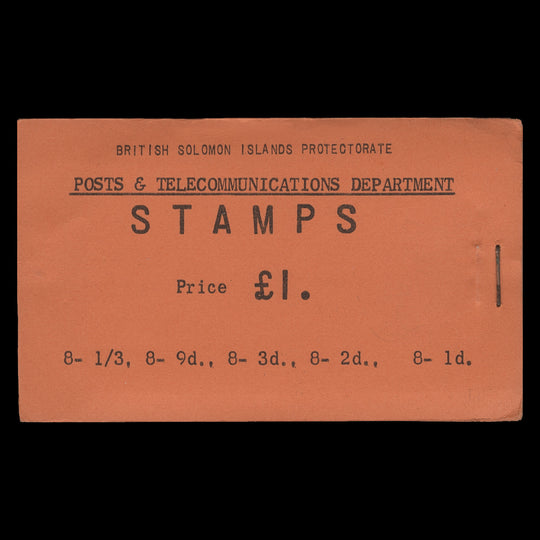 BRITISH SOLOMON ISLANDS PROTECTORATE
POSTS & TELECOMMUNICATIONS DEPARTMENT
STAMPS
Price £1.
8- 1/3, 8- 9d., 8- 3d., 8- 2d., 8- 1d.